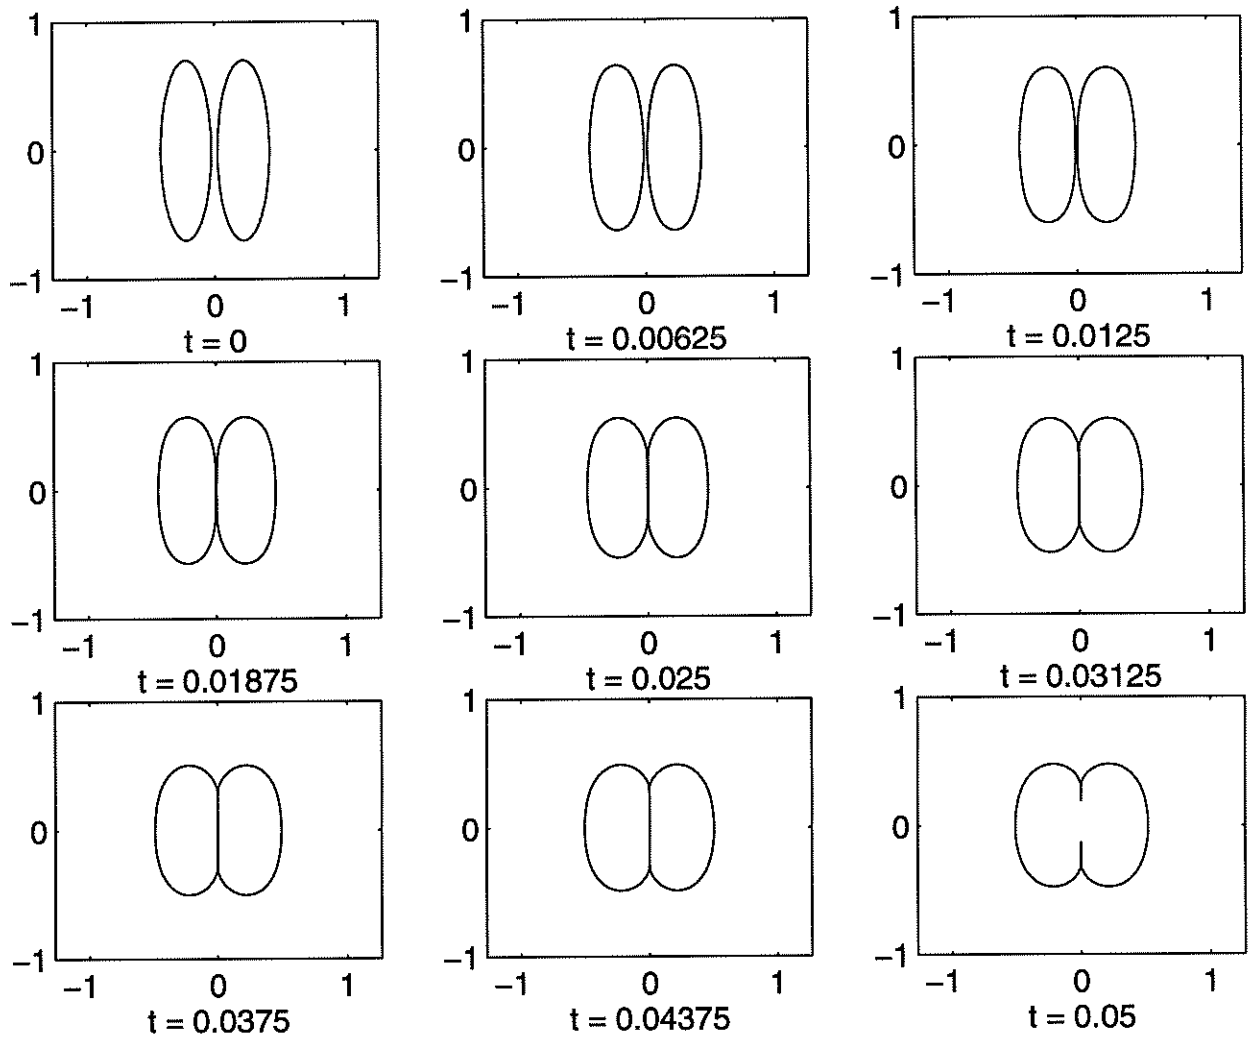 1
0
−1
−1 0 1
t = 0
1
0
−1
−1 0 1
t = 0.00625
1
0
−1
−1 0 1
t = 0.0125
1
0
−1
−1 0 1
t = 0.01875
1
0
−1
−1 0 1
t = 0.025
1
0
−1
−1 0 1
t = 0.03125
1
0
−1
−1 0 1
t = 0.0375
1
0
−1
−1 0 1
t = 0.04375
1
0
−1
−1 0 1
t = 0.05